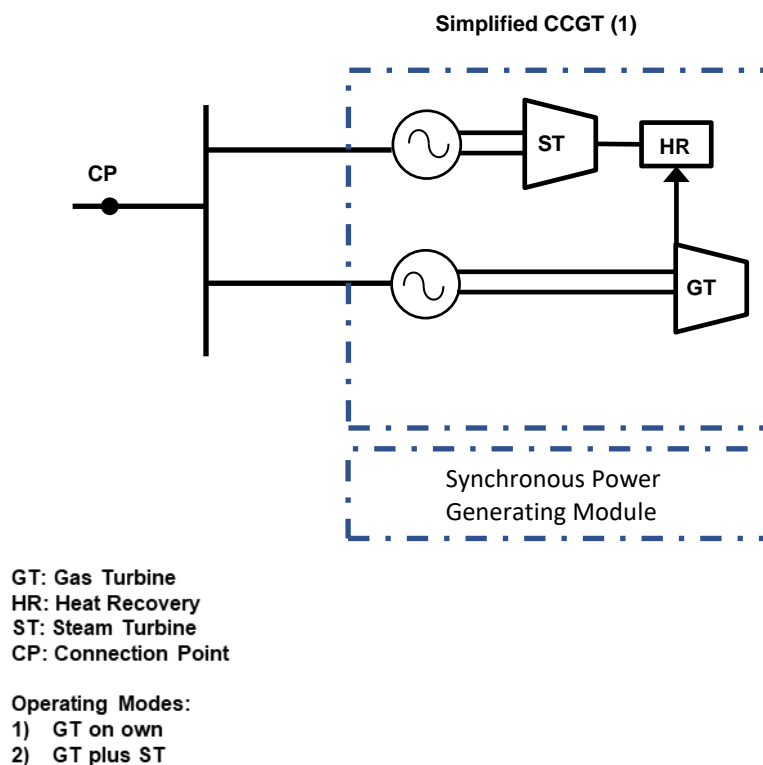 Simplified CCGT (1)
ST
HR
CP
GT
Synchronous Power
Generating Module
GT: Gas Turbine
HR: Heat Recovery
ST: Steam Turbine
CP: Connection Point
Operating Modes:
1) GT on own
2) GT plus ST